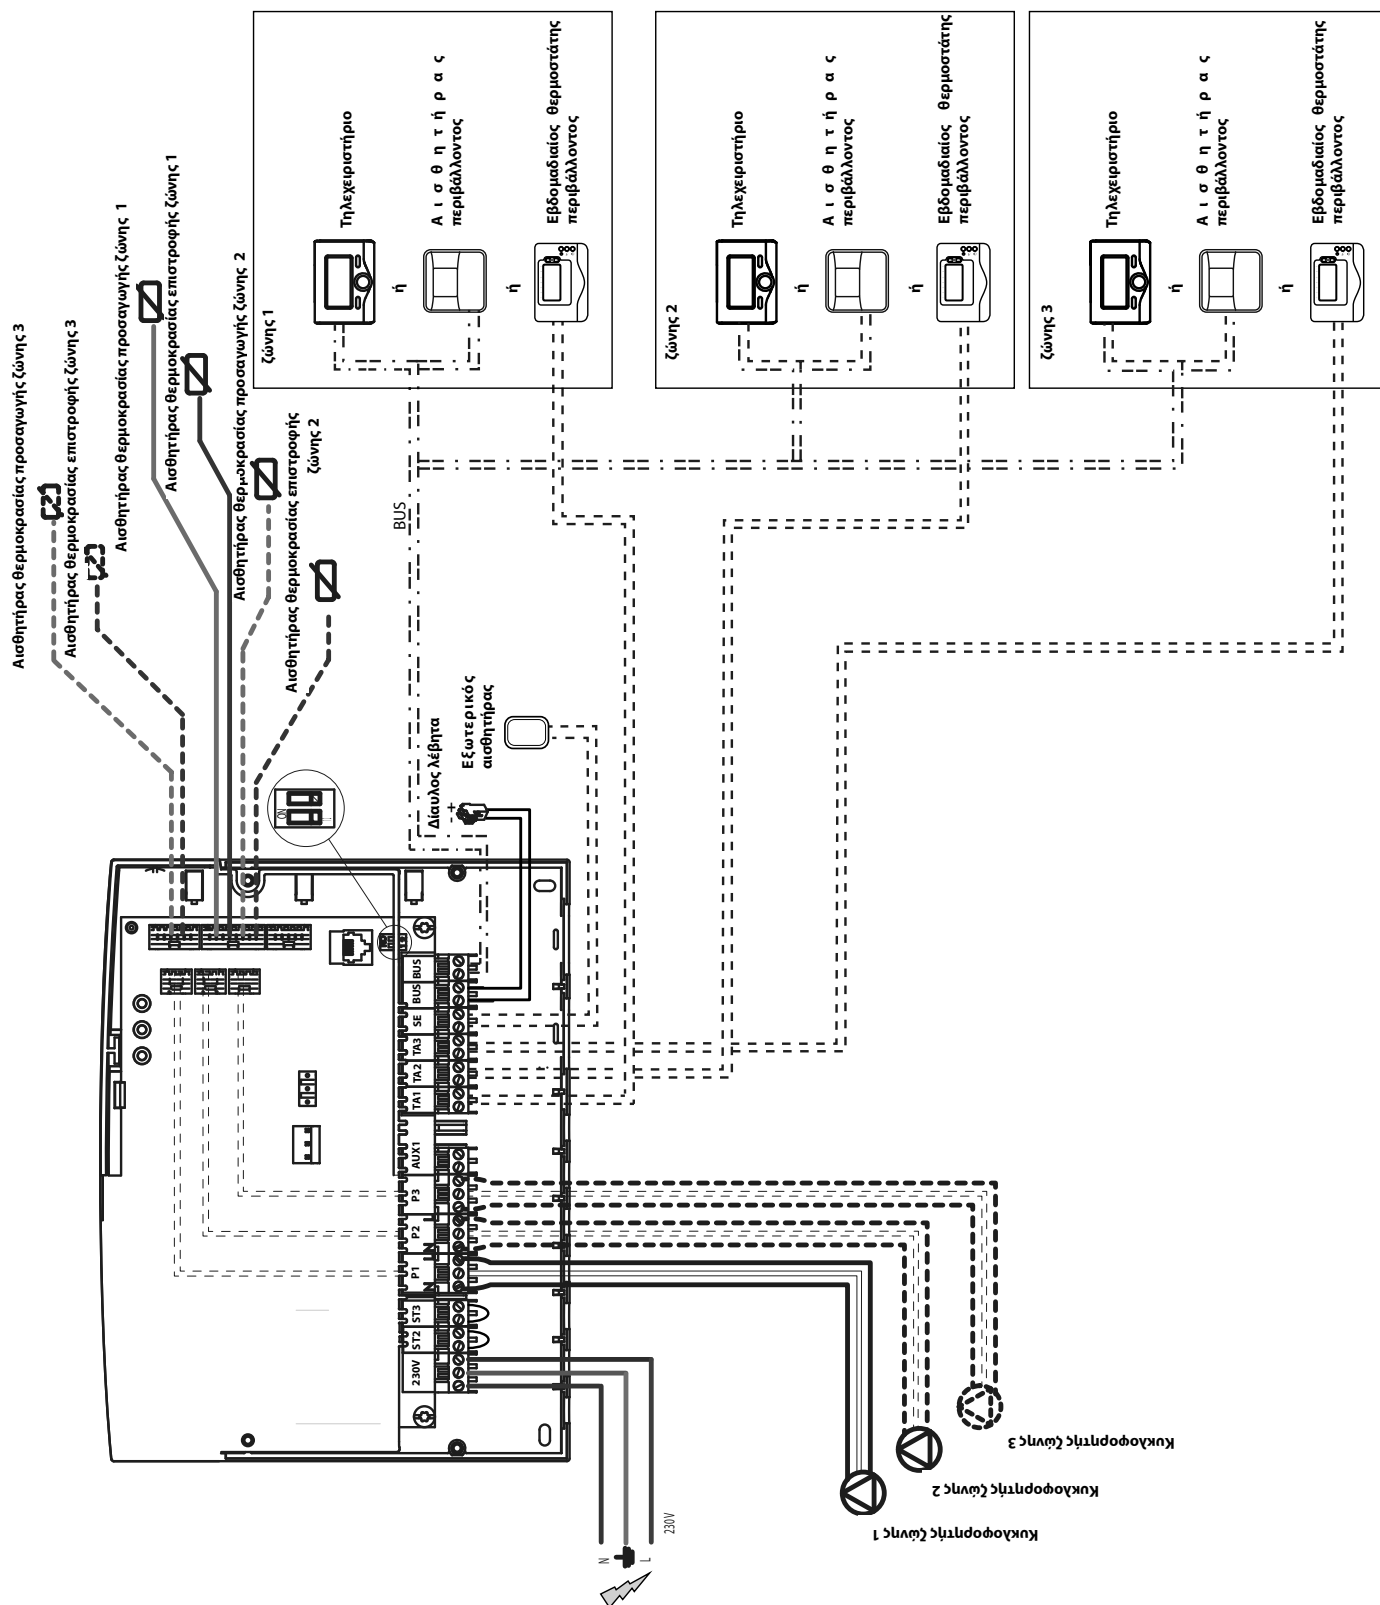 Αισθητήρας θερμοκρασίας προσαγωγής ζώνης 3
Αισθητήρας θερμοκρασίας επιστροφής ζώνης 3
Αισθητήρας θερμοκρασίας προσαγωγής ζώνης 1
Αισθητήρας θερμοκρασίας επιστροφής ζώνης 1
Αισθητήρας θερμοκρασίας προσαγωγής ζώνης 2
Αισθητήρας θερμοκρασίας επιστροφής
ζώνης 2
ζώνης 1
Τηλεχειριστήριο
ή
Αισθητήρας
περιβάλλοντος
ή
Εβδομαδιαίος θερμοστάτης
περιβάλλοντος
ζώνης 2
Τηλεχειριστήριο
ή
Αισθητήρας
περιβάλλοντος
ή
Εβδομαδιαίος θερμοστάτης
περιβάλλοντος
ζώνης 3
Τηλεχειριστήριο
ή
Αισθητήρας
περιβάλλοντος
ή
Εβδομαδιαίος θερμοστάτης
περιβάλλοντος
BUS
Δίαυλος λέβητα
- +
Εξωτερικός
αισθητήρας
ON
BUS
BUS
SE
TA3
TA2
TA1
AUX1
P3
P2
P1
ST3
ST2
230V
L
N
L
N
N
L
230V
Κυκλοφορητής ζώνης 1
Κυκλοφορητής ζώνης 2
Κυκλοφορητής ζώνης 3